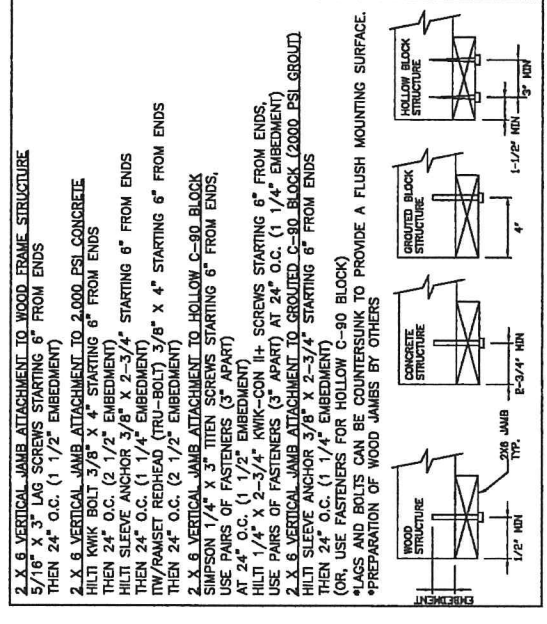 2 X 6 VERTICAL JAMB ATTACHMENT TO WOOD FRAME STRUCTURE
5/16" X 3" LAG SCREWS STARTING 6" FROM ENDS
THEN 24" O.C. (1 1/2" EMBEDMENT)
2 X 6 VERTICAL JAMB ATTACHMENT TO 2,000 PSI CONCRETE
HILTI KWIK BOLT 3/8" X 4" STARTING 6" FROM ENDS
THEN 24" O.C. (2 1/2" EMBEDMENT)
HILTI SLEEVE ANCHOR 3/8" X 2-3/4" STARTING 6" FROM ENDS
THEN 24" O.C. (1 1/4" EMBEDMENT)
ITW/RAMSET REDHEAD (TRU-BOLT) 3/8" X 4" STARTING 6" FROM ENDS
THEN 24" O.C. (2 1/2" EMBEDMENT)
2 X 6 VERTICAL JAMB ATTACHMENT TO HOLLOW C-90 BLOCK
SIMPSON 1/4" X 3" TITEN SCREWS STARTING 6" FROM ENDS,
USE PAIRS OF FASTENERS (3" APART)
AT 24" O.C. (1 1/2" EMBEDMENT)
HILTI 1/4" X 2-3/4" KWIK-CON II+ SCREWS STARTING 6" FROM ENDS,
USE PAIRS OF FASTENERS (3" APART) AT 24" O.C. (1 1/4" EMBEDMENT)
2 X 6 VERTICAL JAMB ATTACHMENT TO GROUTED C-90 BLOCK (2000 PSI GROUT)
HILTI SLEEVE ANCHOR 3/8" X 2-3/4" STARTING 6" FROM ENDS
THEN 24" O.C. (1 1/4" EMBEDMENT)
(OR, USE FASTENERS FOR HOLLOW C-90 BLOCK)
*LAGS AND BOLTS CAN BE COUNTERSUNK TO PROVIDE A FLUSH MOUNTING SURFACE.
*PREPARATION OF WOOD JAMBS BY OTHERS
WOOD
STRUCTURE
EMBEDMENT
1/2" MIN
2X6 JAMB
TYP.
CONCRETE
STRUCTURE
2-3/4" MIN
GROUTED BLOCK
STRUCTURE
4"
HOLLOW BLOCK
STRUCTURE
1-1/2" MIN
3" MIN